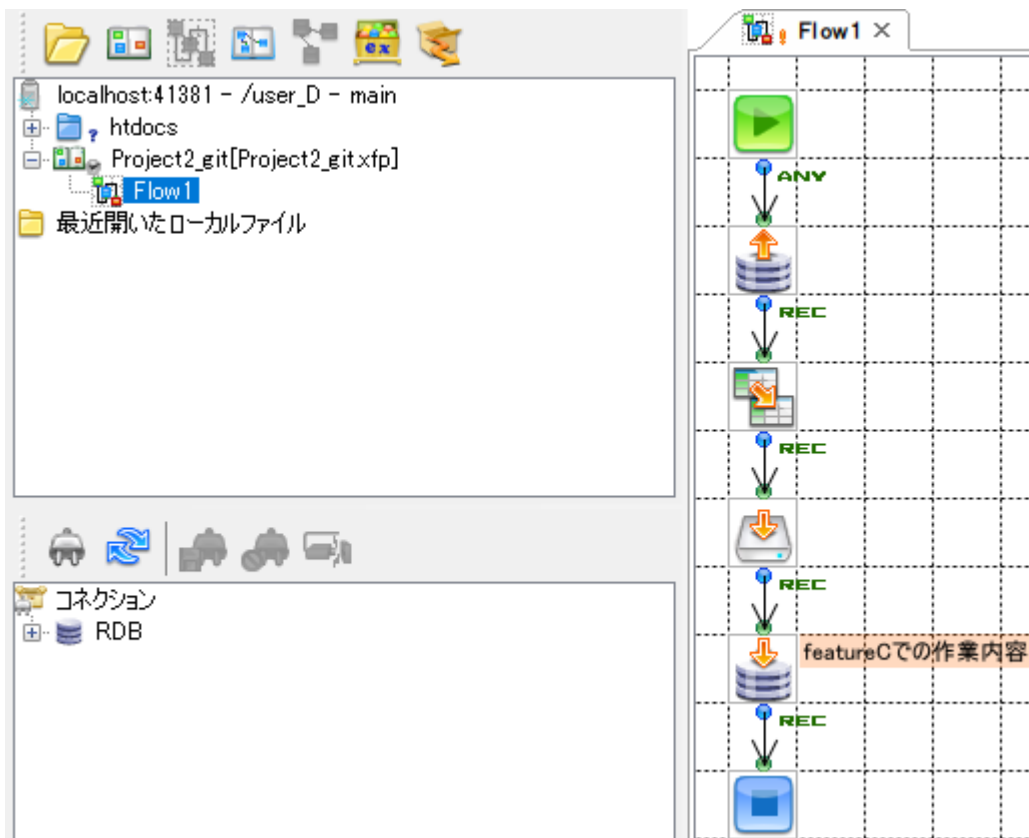 ex
localhost:41381 - /user_D - main
htdocs
Project2_git[Project2_git.xfp]
Flow1
最近開いたローカルファイル
コネクション
RDB
Flow1
ANY
REC
REC
REC
featureCでの作業内容
REC